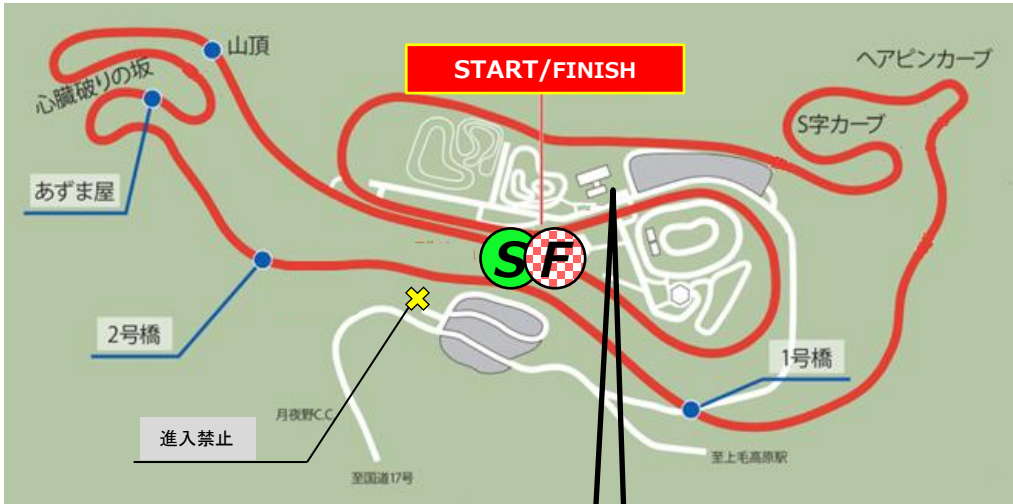 山頂
START/FINISH
ヘアピンカーブ
心臓破りの坂
S字カーブ
あずま屋
S F
2号橋
1号橋
月夜野C.C
進入禁止
至上毛高原駅
至国道17号